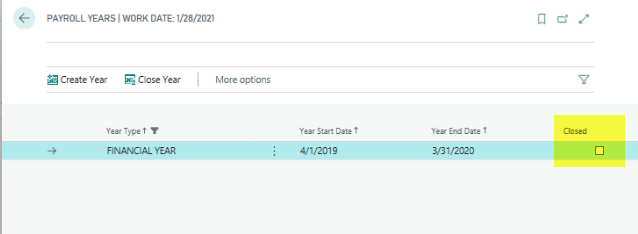 PAYROLL YEARS | WORK DATE: 1/28/2021
Create Year Close Year More options
Year Type ↑ Year Start Date ↑ Year End Date ↑ Closed
FINANCIAL YEAR 4/1/2019 3/31/2020